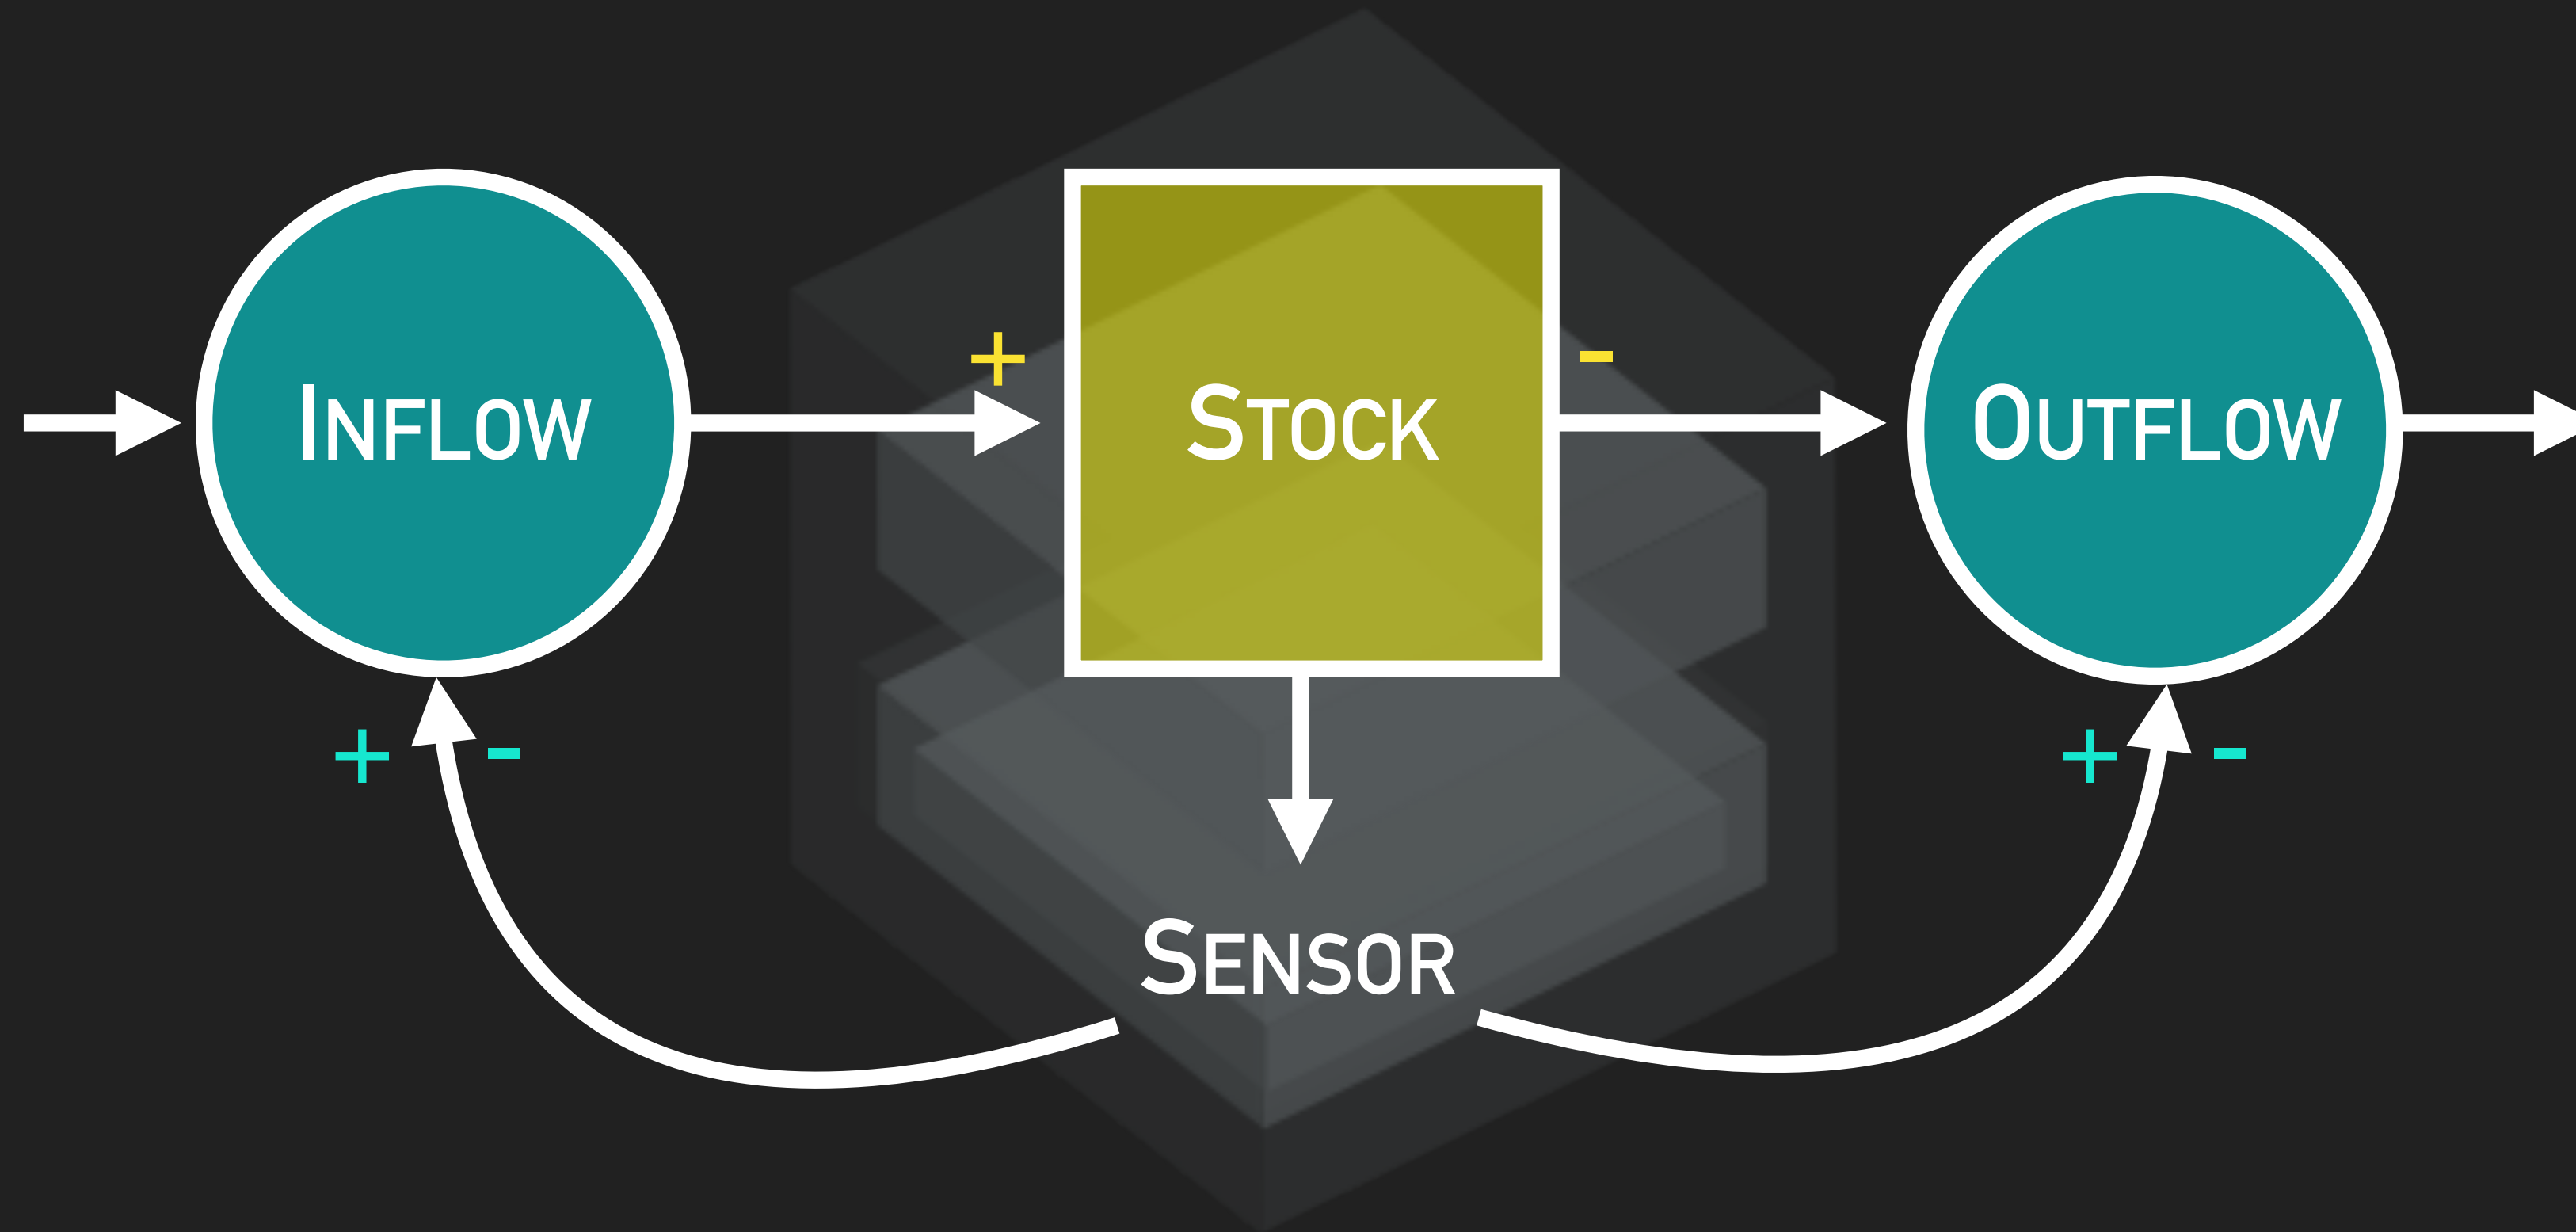 Inflow
+
Stock
-
Outflow
+ -
+ -
Sensor